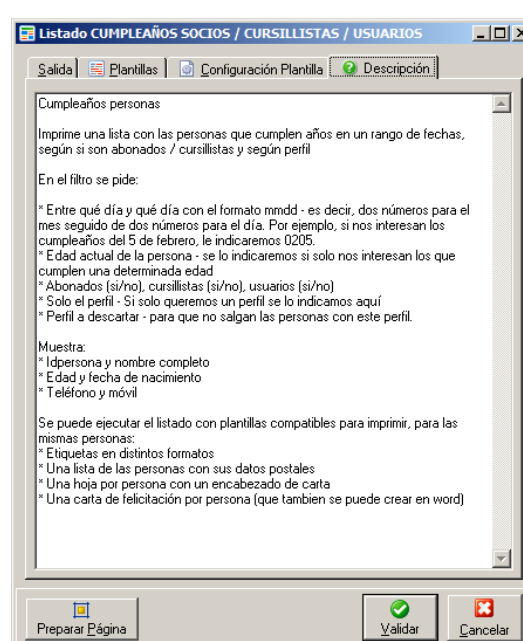 Listado CUMPLEAÑOS SOCIOS / CURSILLISTAS / USUARIOS
Salida Plantillas Configuración Plantilla Descripción
Cumpleaños personas
Imprime una lista con las personas que cumplen años en un rango de fechas,
según si son abonados / cursillistas y según perfil
En el filtro se pide:
* Entre qué día y qué día con el formato mmdd - es decir, dos números para el
mes seguido de dos números para el día. Por ejemplo, si nos interesan los
cumpleaños del 5 de febrero, le indicaremos 0205.
* Edad actual de la persona - se lo indicaremos si solo nos interesan los que
cumplen una determinada edad
* Abonados (si/no), cursillistas (si/no), usuarios (si/no)
* Solo el perfil - Si solo queremos un perfil se lo indicamos aquí
* Perfil a descartar - para que no salgan las personas con este perfil.
Muestra:
* Idpersona y nombre completo
* Edad y fecha de nacimiento
* Teléfono y móvil
Se puede ejecutar el listado con plantillas compatibles para imprimir, para las
mismas personas:
* Etiquetas en distintos formatos
* Una lista de las personas con sus datos postales
* Una hoja por persona con un encabezado de carta
* Una carta de felicitación por persona (que tambien se puede crear en word)
Preparar Página Validar Cancelar